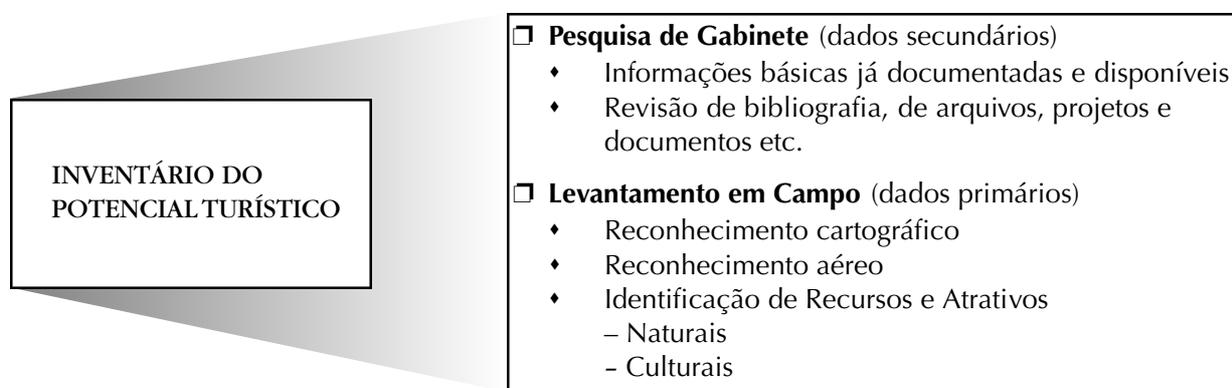 INVENTÁRIO DO
POTENCIAL TURÍSTICO
❐ Pesquisa de Gabinete (dados secundários)
♦ Informações básicas já documentadas e disponíveis
♦ Revisão de bibliografia, de arquivos, projetos e
documentos etc.
❐ Levantamento em Campo (dados primários)
♦ Reconhecimento cartográfico
♦ Reconhecimento aéreo
♦ Identificação de Recursos e Atrativos
– Naturais
– Culturais